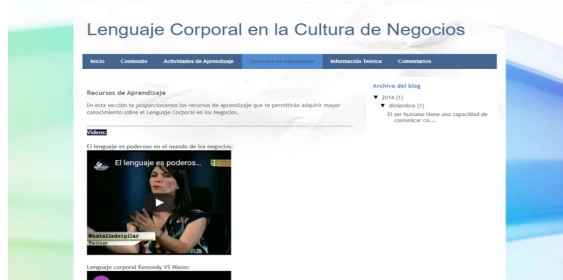 Lenguaje Corporal en la Cultura de Negocios
Inicio Contenido Actividades de Aprendizaje Recursos de Aprendizaje Información Teórica Comentarios
Recursos de Aprendizaje
En esta sección te proporcionamos los recursos de aprendizaje que te permitirán adquirir mayor
conocimiento sobre el Lenguaje Corporal en los Negocios.
Videos:
El lenguaje es poderoso en el mundo de los negocios:
El lenguaje es poderos...
@nataliadelpilar
Twitter
Lenguaje corporal Kennedy VS Nixon:
Archivo del blog
▼ 2014 (1)
▼ diciembre (1)
El ser humano tiene una capacidad de
comunicar co...